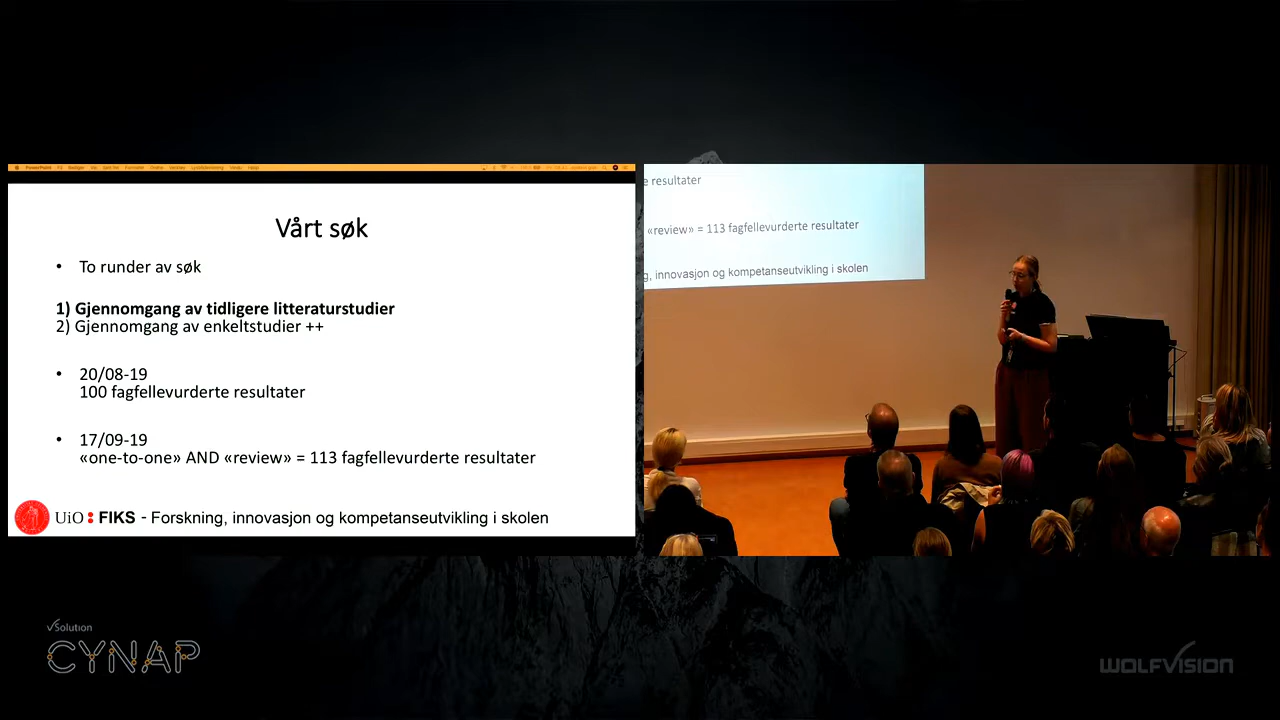 Vårt søk
• To runder av søk
1) Gjennomgang av tidligere litteraturstudier
2) Gjennomgang av enkeltstudier ++
• 20/08-19
100 fagfellevurderte resultater
• 17/09-19
«one-to-one» AND «review» = 113 fagfellevurderte resultater
UiO: FIKS - Forskning, innovasjon og kompetanseutvikling i skolen
e resultater
«review» = 113 fagfellevurderte resultater
g, innovasjon og kompetanseutvikling i skolen
vSolution
CYNAP
WOLFVISION